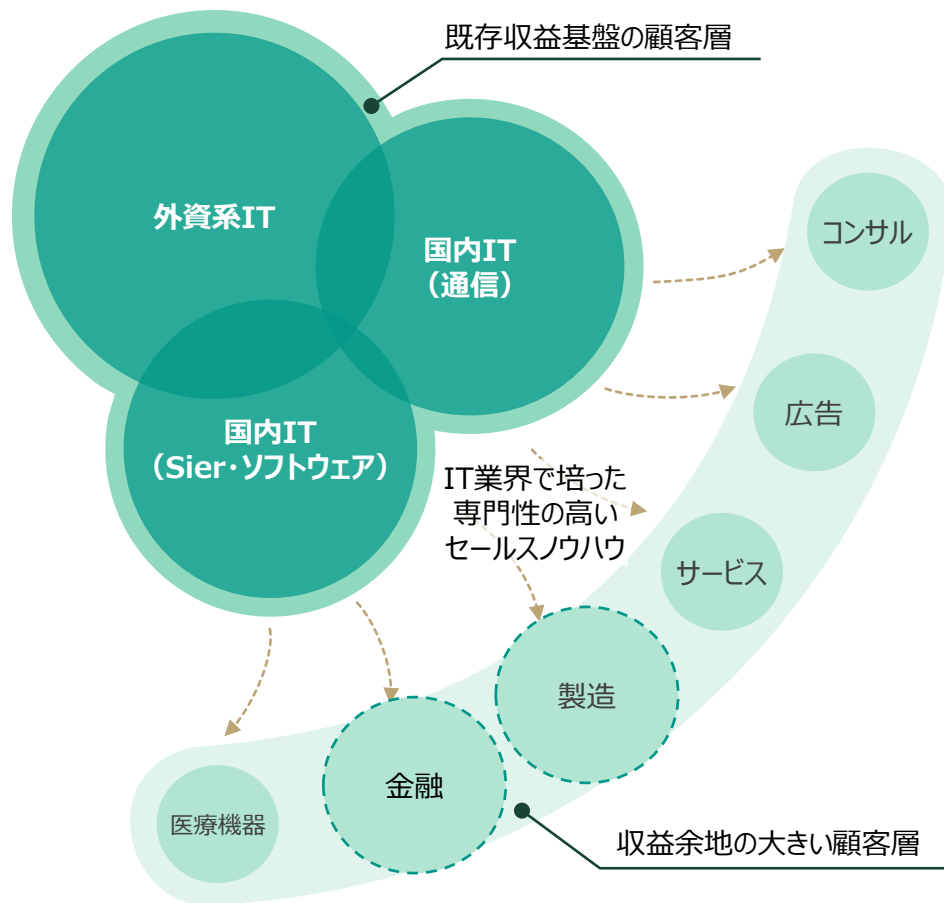 既存収益基盤の顧客層
外資系IT
国内IT
（通信）
国内IT
（Sier・ソフトウェア）
コンサル
広告
IT業界で培った
専門性の高い
セールスノウハウ
サービス
製造
金融
医療機器
収益余地の大きい顧客層